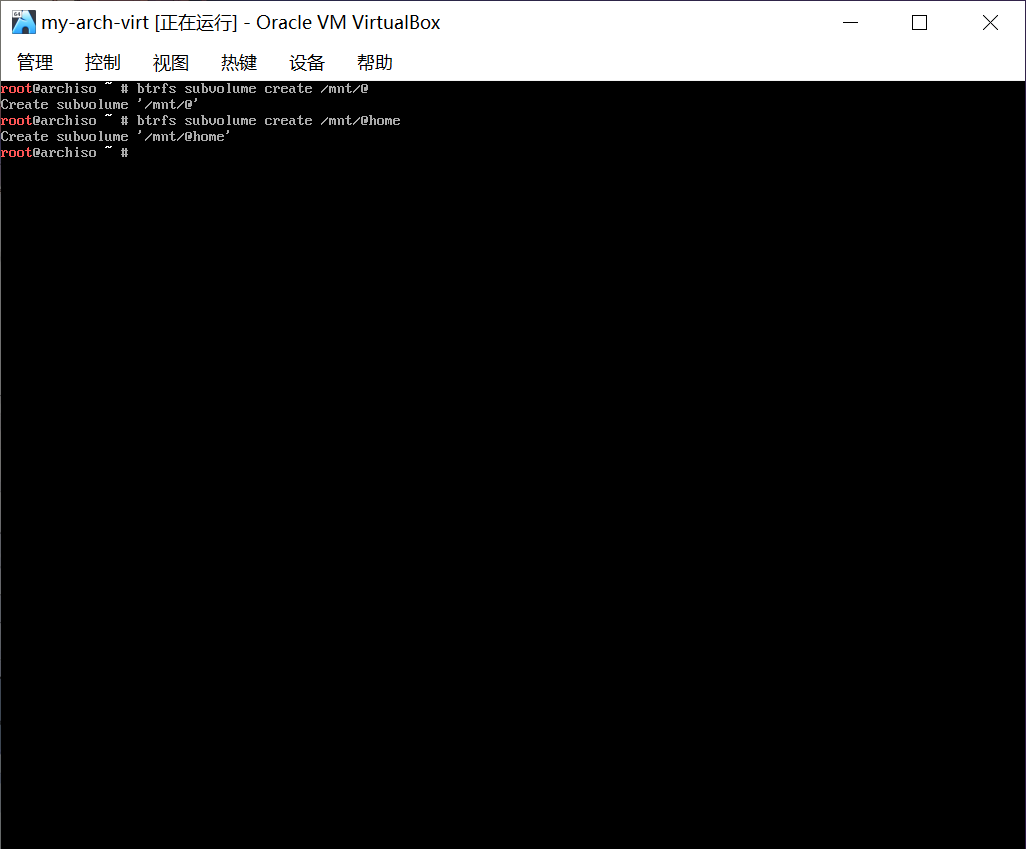 my-arch-virt [正在运行] - Oracle VM VirtualBox
管理 控制 视图 热键 设备 帮助
root@archiso ~ # btrfs subvolume create /mnt/@
Create subvolume '/mnt/@'
root@archiso ~ # btrfs subvolume create /mnt/@home
Create subvolume '/mnt/@home'
root@archiso ~ #